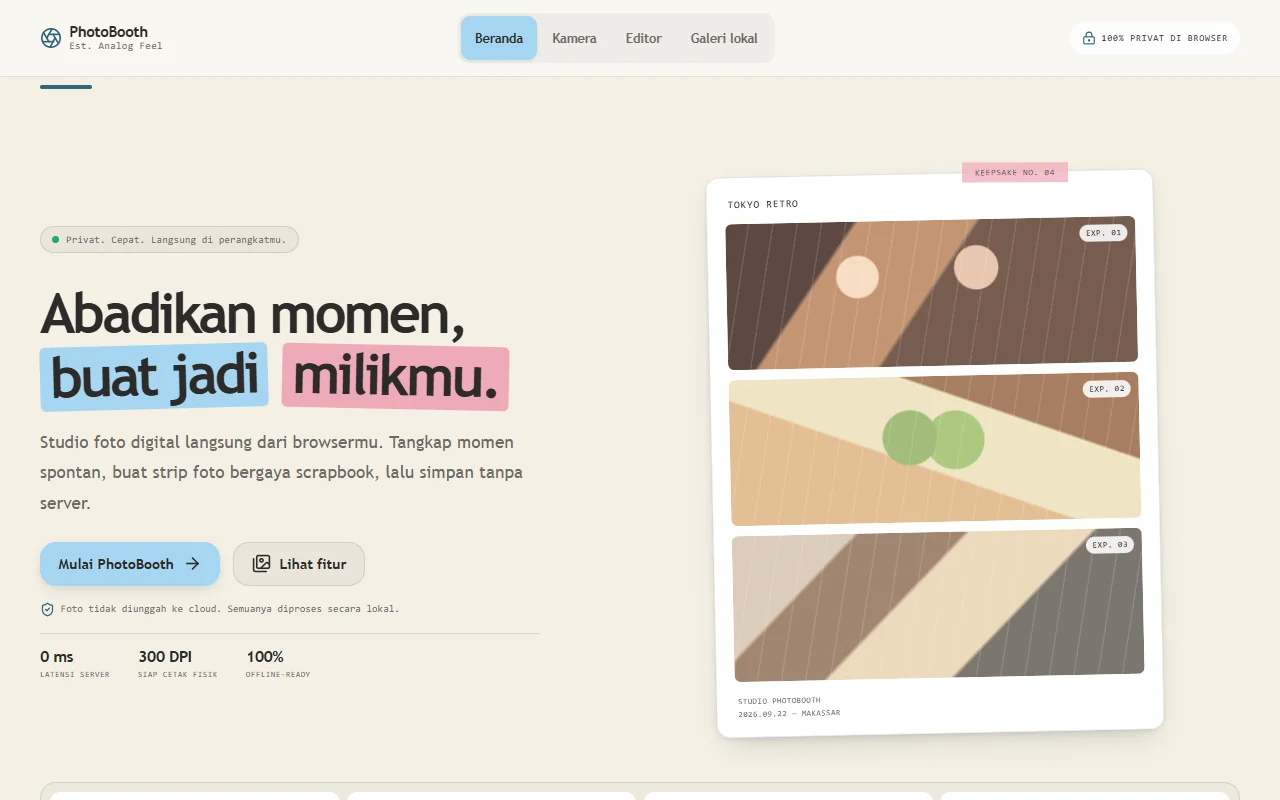 PhotoBooth
Est. Analog Feel
Beranda
Kamera
Editor
Galeri lokal
100% PRIVAT DI BROWSER
Privat. Cepat. Langsung di perangkatmu.
Abadikan momen,
buat jadi milikmu.
Studio foto digital langsung dari browsermu. Tangkap momen
spontan, buat strip foto bergaya scrapbook, lalu simpan tanpa
server.
Mulai PhotoBooth
Lihat fitur
Foto tidak diunggah ke cloud. Semuanya diproses secara lokal.
0 ms
LATENSI SERVER
300 DPI
SIAP CETAK FISIK
100%
OFFLINE-READY
KEEPSAKE NO. 04
TOKYO RETRO
EXP. 01
EXP. 02
EXP. 03
STUDIO PHOTOBOOTH
2026.09.22 — MAKASSAR